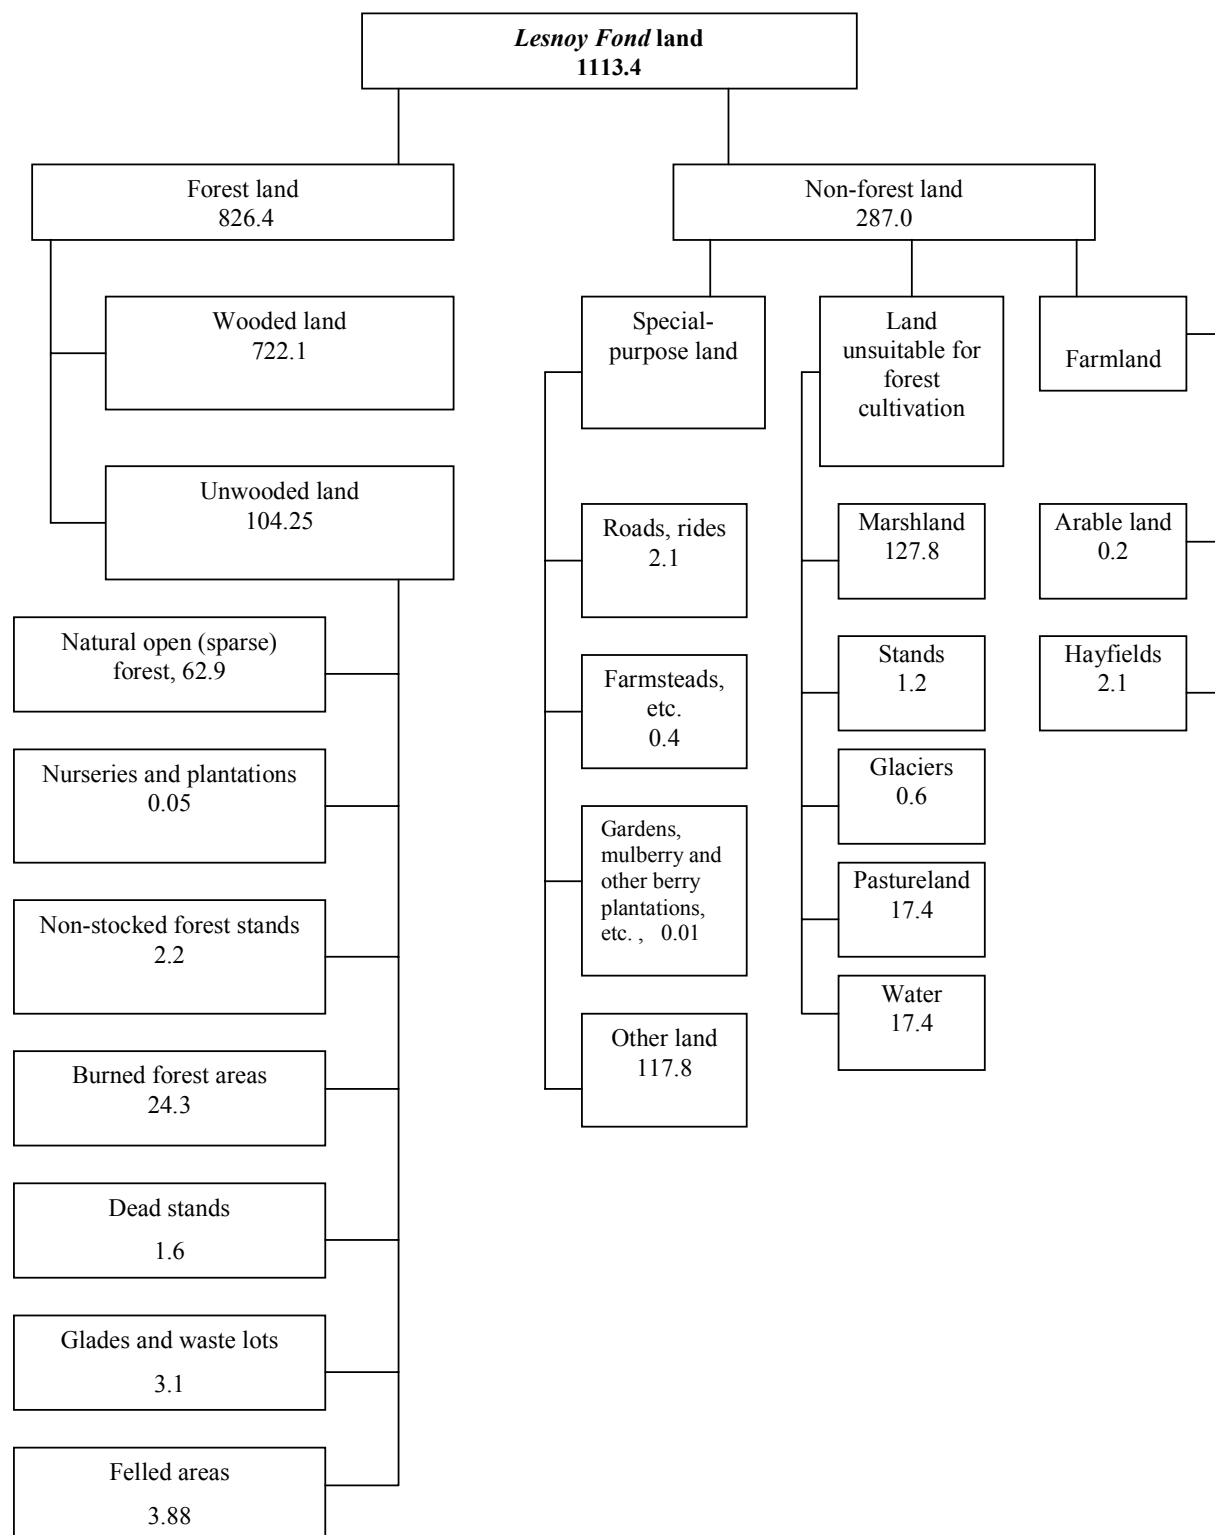 Lesnoy Fond land
1113.4
Forest land
826.4
Non-forest land
287.0
Wooded land
722.1
Unwooded land
104.25
Natural open (sparse)
forest, 62.9
Nurseries and plantations
0.05
Non-stocked forest stands
2.2
Burned forest areas
24.3
Dead stands
1.6
Glades and waste lots
3.1
Felled areas
3.88
Special-
purpose land
Roads, rides
2.1
Farmsteads,
etc.
0.4
Gardens,
mulberry and
other berry
plantations,
etc. , 0.01
Other land
117.8
Land
unsuitable for
forest
cultivation
Marshland
127.8
Stands
1.2
Glaciers
0.6
Pastureland
17.4
Water
17.4
Farmland
Arable land
0.2
Hayfields
2.1